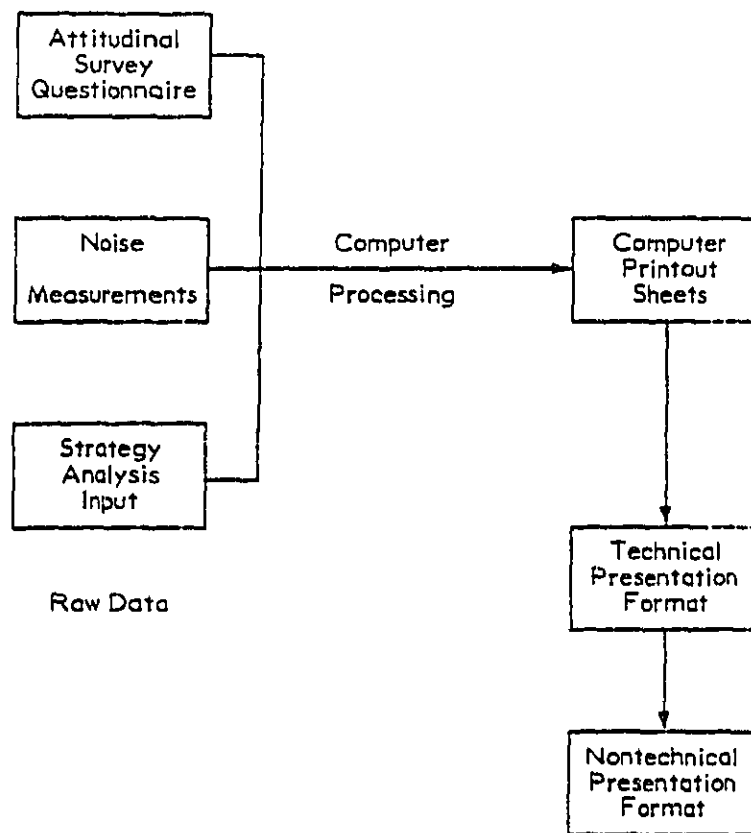 Attitudinal
Survey
Questionnaire
Noise
Measurements
Computer
Processing
Computer
Printout
Sheets
Strategy
Analysis
Input
Raw Data
Technical
Presentation
Format
Nontechnical
Presentation
Format